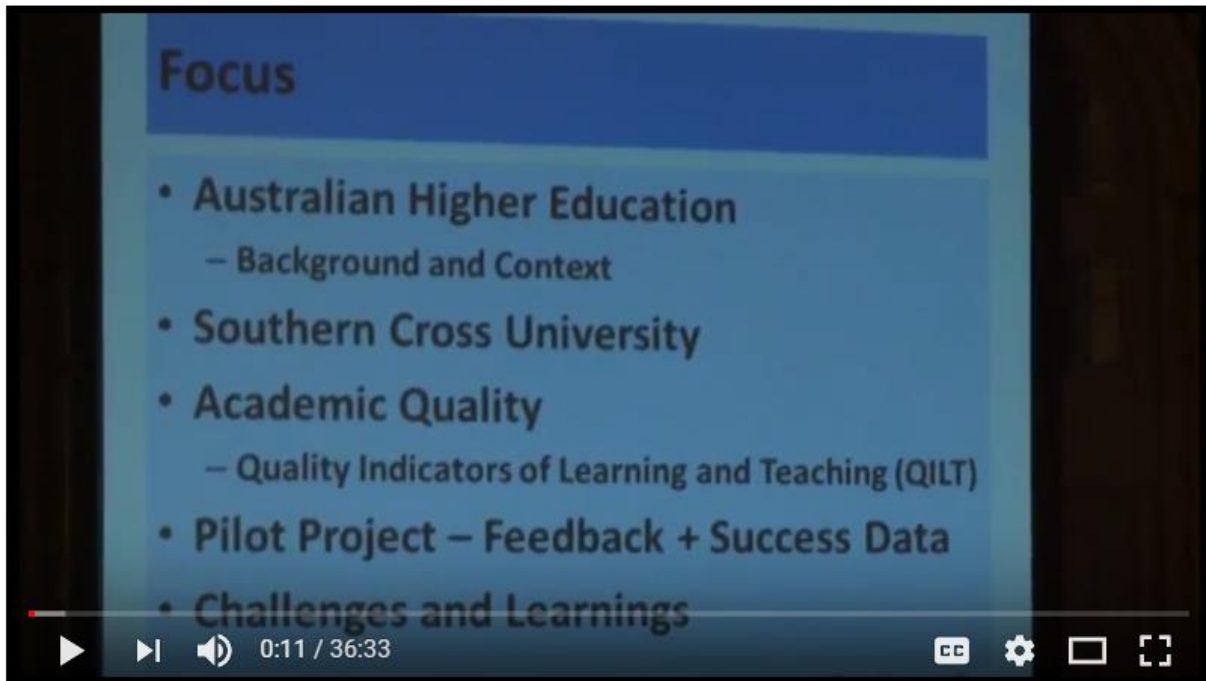 Focus
• Australian Higher Education
– Background and Context
• Southern Cross University
• Academic Quality
– Quality Indicators of Learning and Teaching (QILT)
• Pilot Project – Feedback + Success Data
• Challenges and Learnings
0:11 / 36:33
CC